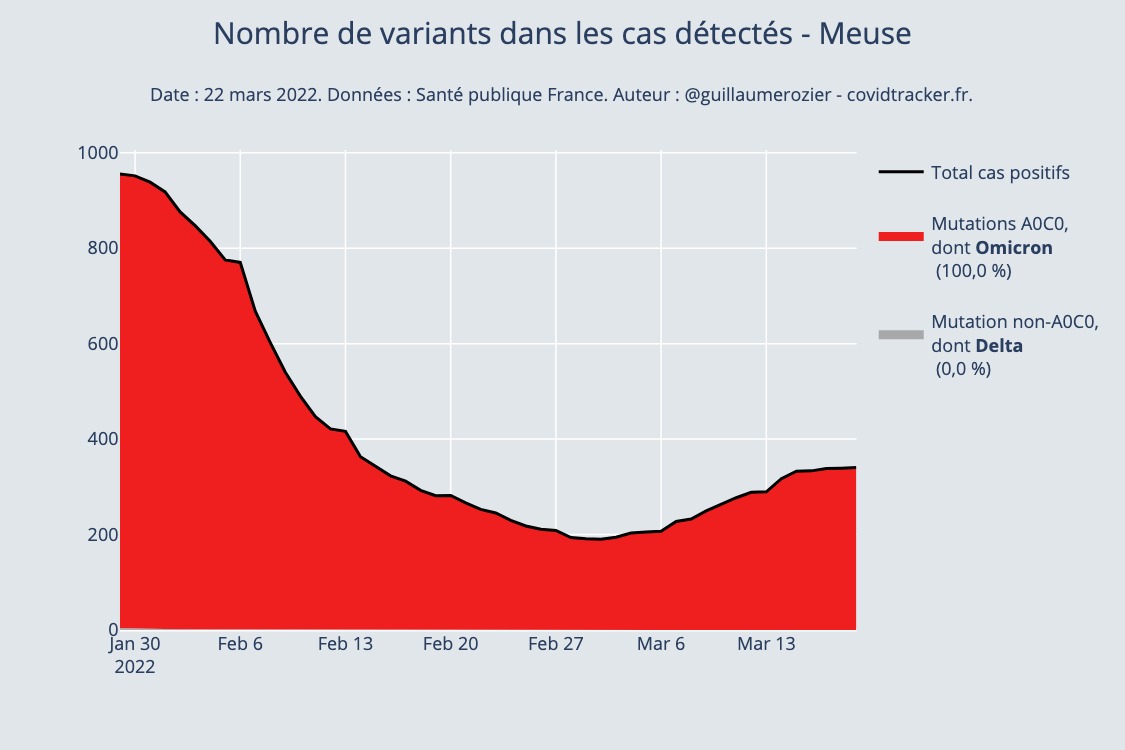 Nombre de variants dans les cas détectés - Meuse
Date : 22 mars 2022. Données : Santé publique France. Auteur : @guillaumerozier - covidtracker.fr.
1000
800
600
400
200
0
Jan 30
2022
Feb 6
Feb 13
Feb 20
Feb 27
Mar 6
Mar 13
Total cas positifs
Mutations A0C0,
dont Omicron
(100,0 %)
Mutation non-A0C0,
dont Delta
(0,0 %)